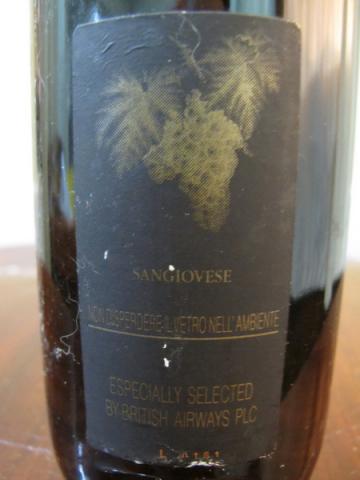 SANGIOVESE
NON DISPERDERE IL VETRO NELL'AMBIENTE
ESPECIALLY SELECTED
BY BRITISH AIRWAYS PLC